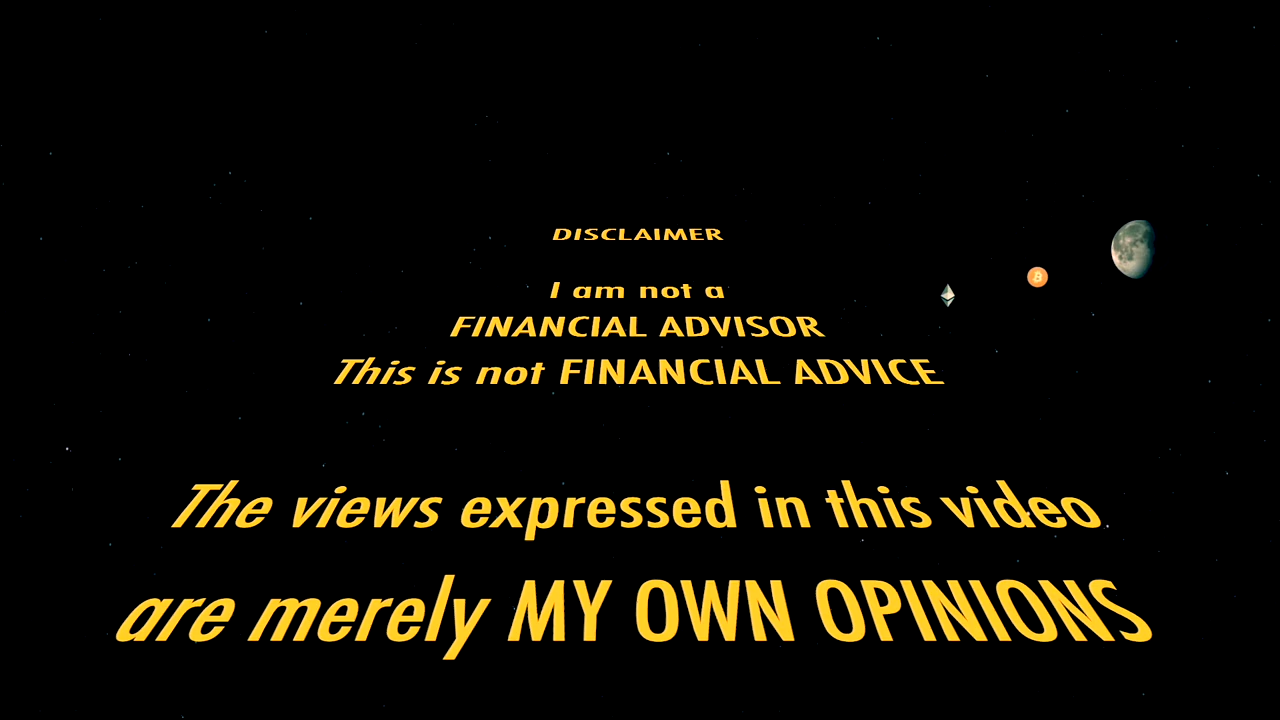 DISCLAIMER
I am not a
FINANCIAL ADVISOR
This is not FINANCIAL ADVICE
The views expressed in this video
are merely MY OWN OPINIONS